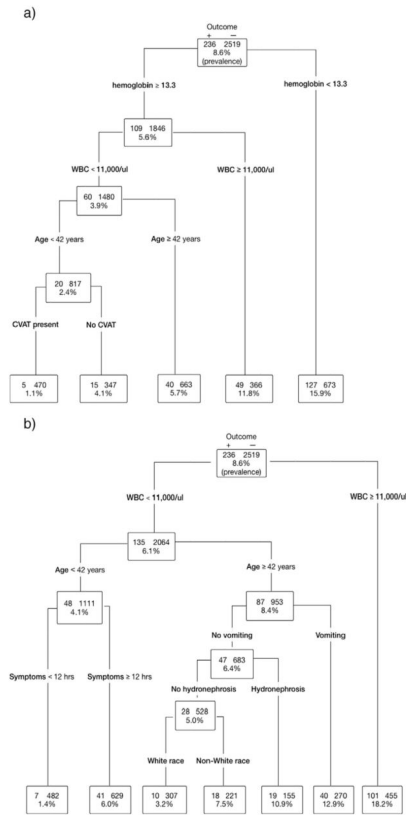 a)
Outcome
+ −
236 2519
8.6%
(prevalence)
hemoglobin ≥ 13.3
hemoglobin < 13.3
109 1846
5.6%
WBC < 11,000/ul
WBC ≥ 11,000/ul
60 1480
3.9%
Age < 42 years
Age ≥ 42 years
20 817
2.4%
CVAT present
No CVAT
5 470
1.1%
15 347
4.1%
40 663
5.7%
49 366
11.8%
127 673
15.9%
b)
Outcome
+ −
236 2519
8.6%
(prevalence)
WBC < 11,000/ul
WBC ≥ 11,000/ul
135 2064
6.1%
Age < 42 years
Age ≥ 42 years
48 1111
4.1%
87 953
8.4%
No vomiting
Vomiting
47 683
6.4%
Symptoms < 12 hrs
Symptoms ≥ 12 hrs
No hydronephrosis
Hydronephrosis
28 528
5.0%
White race
Non-White race
7 482
1.4%
41 629
6.0%
10 307
3.2%
18 221
7.5%
19 155
10.9%
40 270
12.9%
101 455
18.2%